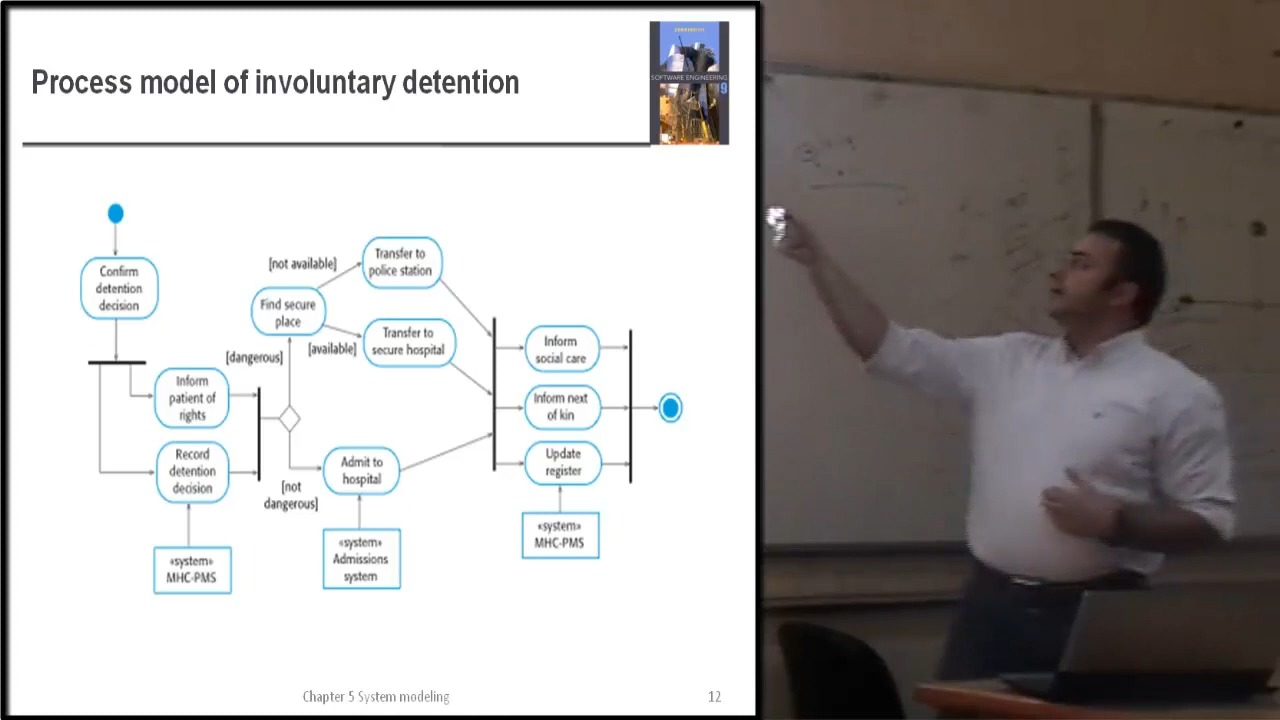 Process model of involuntary detention
SOFTWARE ENGINEERING
9
Confirm
detention
decision
Inform
patient of
rights
Record
detention
decision
«system»
MHC-PMS
[dangerous]
[not
dangerous]
Find secure
place
[not available]
[available]
Transfer to
police station
Transfer to
secure hospital
Admit to
hospital
«system»
Admissions
system
Inform
social care
Inform next
of kin
Update
register
«system»
MHC-PMS
Chapter 5 System modeling
12